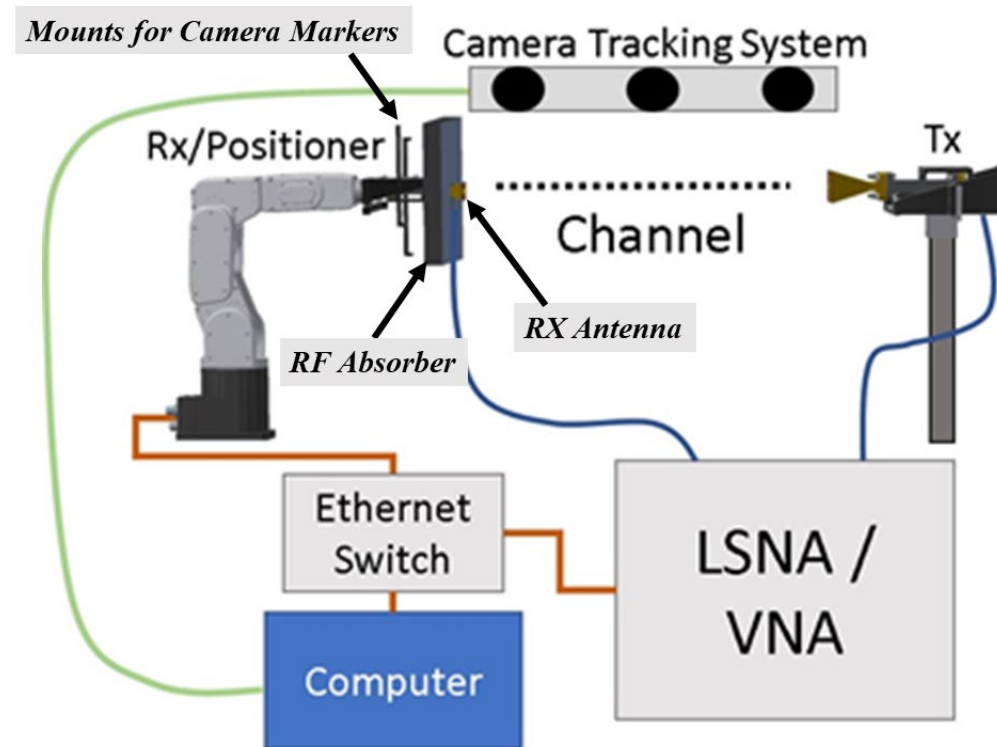 Mounts for Camera Markers
Camera Tracking System
Rx/Positioner
Tx
Channel
RX Antenna
RF Absorber
Ethernet
Switch
LSNA /
VNA
Computer